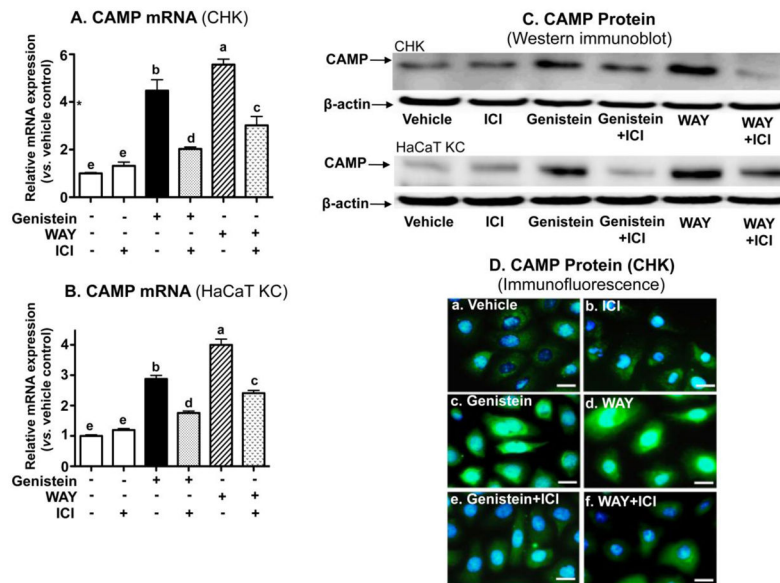 A. CAMP mRNA (CHK)
Relative mRNA expression
(vs. vehicle control)
6
4
2
0
*
e
e
b
d
a
c
Genistein - - + + - -
WAY - - - - + +
ICI - + - + - +
B. CAMP mRNA (HaCaT KC)
Relative mRNA expression
(vs. vehicle control)
4
3
2
1
0
e
e
b
d
a
c
Genistein - - + + - -
WAY - - - - + +
ICI - + - + - +
C. CAMP Protein
(Western immunoblot)
CHK
CAMP
β-actin
Vehicle ICI Genistein Genistein +ICI WAY WAY +ICI
HaCaT KC
CAMP
β-actin
Vehicle ICI Genistein Genistein +ICI WAY WAY +ICI
D. CAMP Protein (CHK)
(Immunofluorescence)
a. Vehicle
b. ICI
c. Genistein
d. WAY
e. Genistein+ICI
f. WAY+ICI